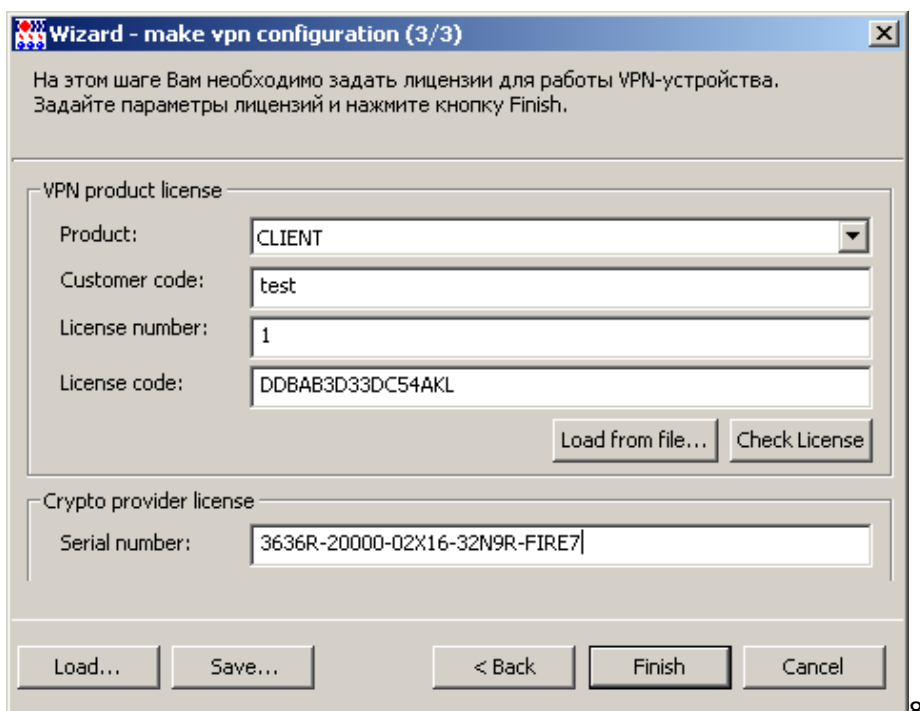 Wizard - make vpn configuration (3/3)
На этом шаге Вам необходимо задать лицензии для работы VPN-устройства.
Задайте параметры лицензий и нажмите кнопку Finish.
VPN product license
Product: CLIENT
Customer code: test
License number: 1
License code: DDBAB3D33DC54AKL
Load from file... Check License
Crypto provider license
Serial number: 3636R-20000-02X16-32N9R-FIRE7
Load... Save... < Back Finish Cancel